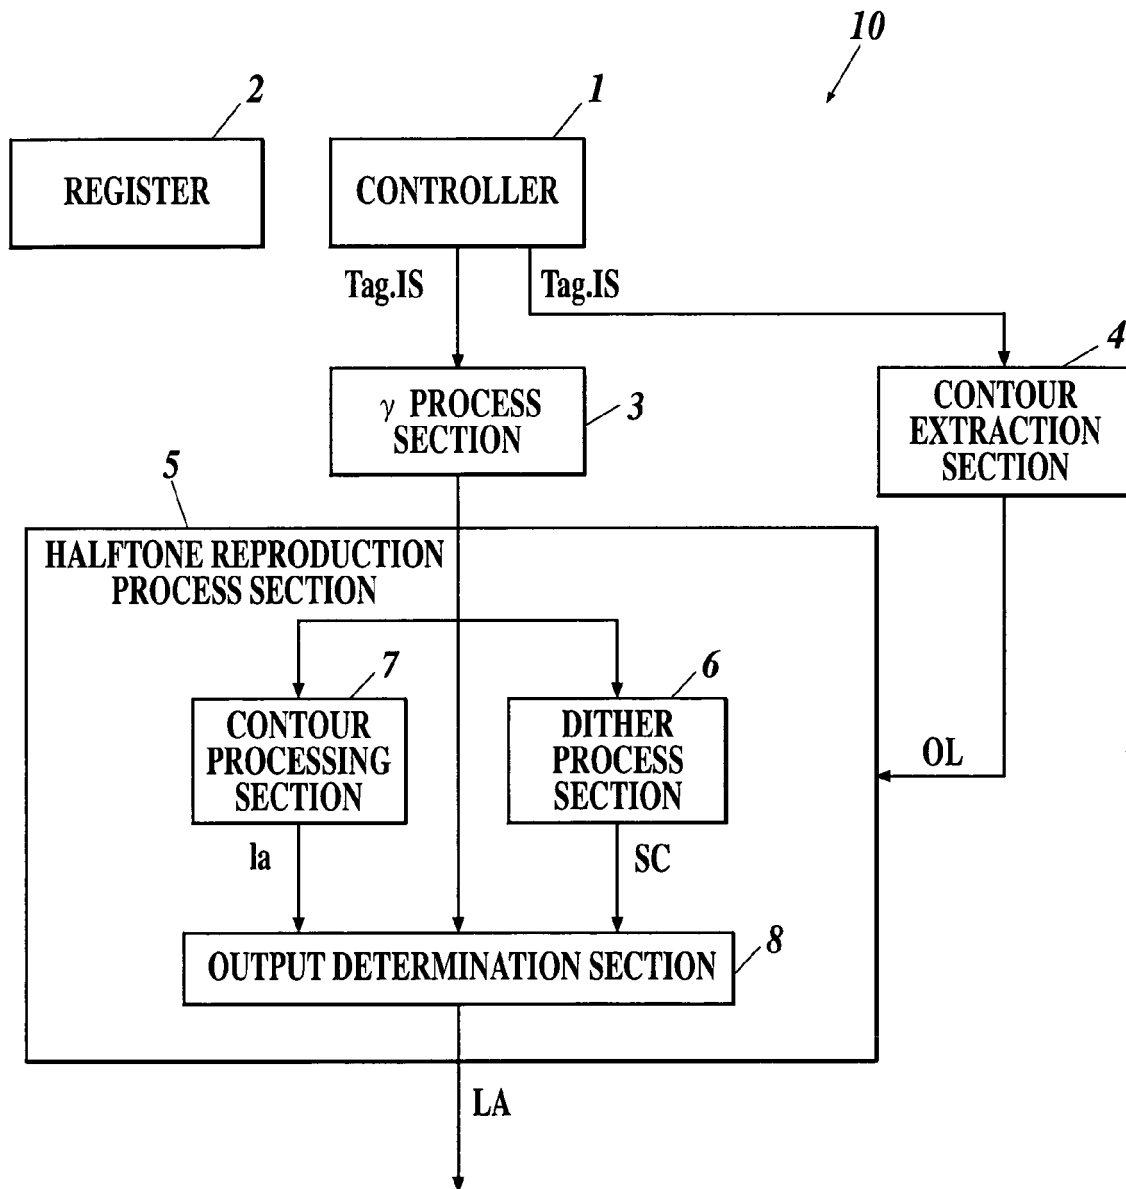 10
2
1
REGISTER
CONTROLLER
Tag.IS
Tag.IS
4
γ PROCESS
SECTION
3
CONTOUR
EXTRACTION
SECTION
5
HALFTONE REPRODUCTION
PROCESS SECTION
7
6
CONTOUR
PROCESSING
SECTION
DITHER
PROCESS
SECTION
OL
la
SC
OUTPUT DETERMINATION SECTION
8
LA